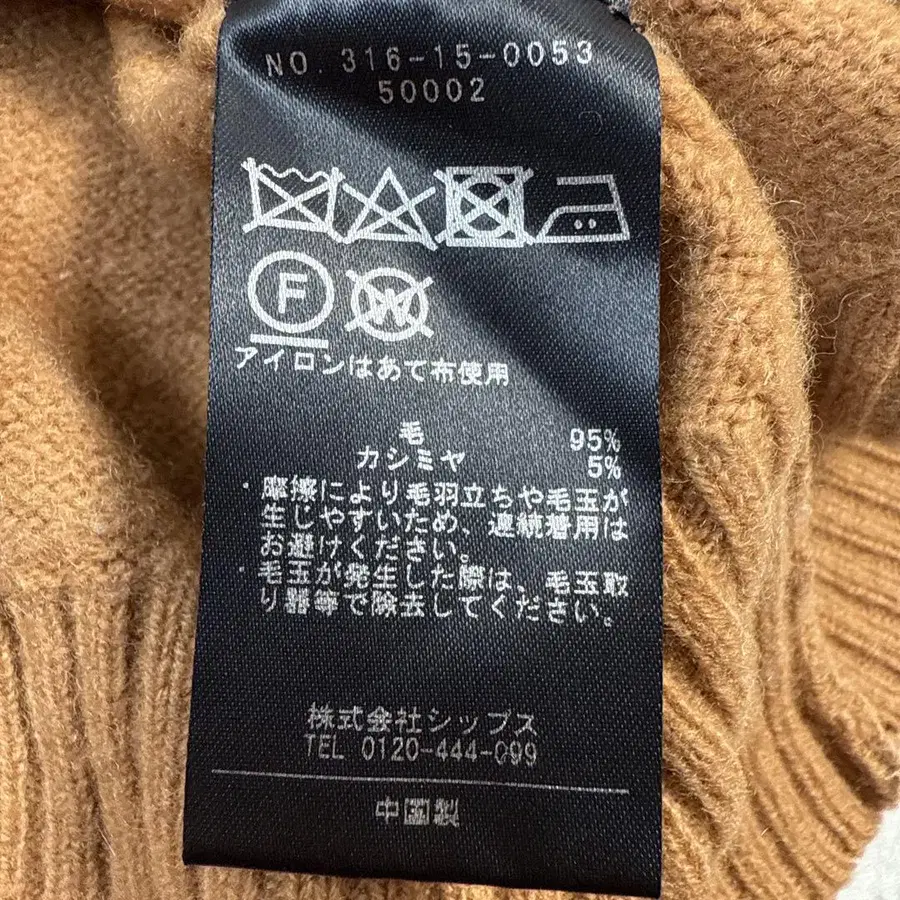 NO. 316-15-0053
50002
F
W
アイロンはあて布使用
毛 95%
カシミヤ 5%
・摩擦により毛羽立ちや毛玉が
生じやすいため、連続着用は
お避けください。
・毛玉が発生した際は、毛玉取
り器等で除去してください。
株式会社シップス
TEL 0120-444-099
中国製